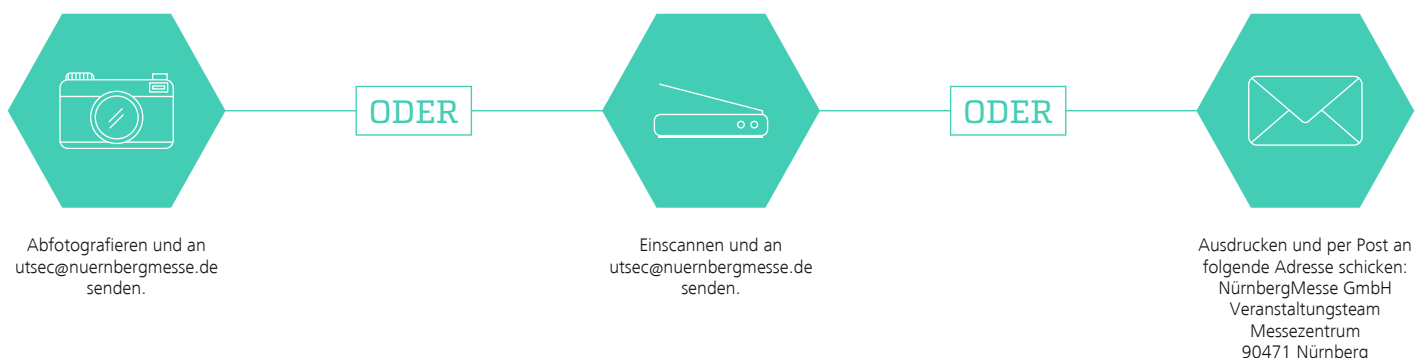 ODER
ODER
Abfotografieren und an
utsec@nuernbergmesse.de
senden.
Einscannen und an
utsec@nuernbergmesse.de
senden.
Ausdrucken und per Post an
folgende Adresse schicken:
NürnbergMesse GmbH
Veranstaltungsteam
Messezentrum
90471 Nürnberg